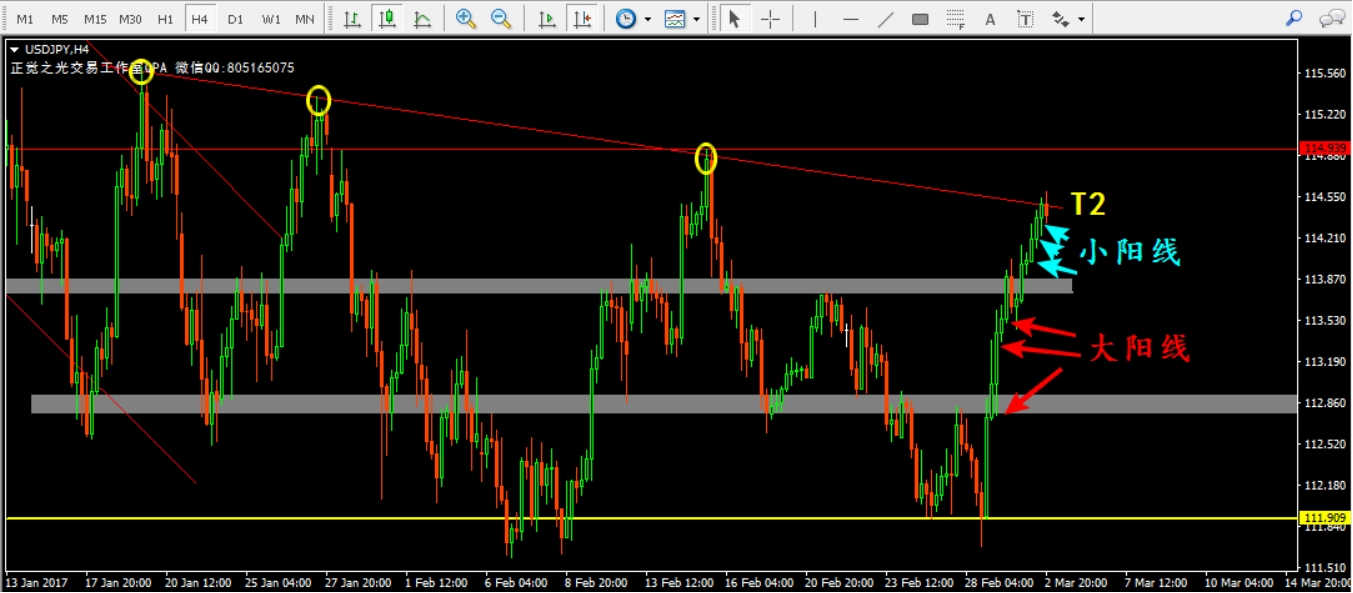 M1 M5 M15 M30 H1 H4 D1 W1 MN F A T
USDJPY,H4
正觉之光交易工作室QPA 微信QQ:805165075
115.560
115.220
114.939
114.880
114.550
T2
114.210
小阳线
113.870
113.530
大阳线
113.190
112.860
112.520
112.180
111.909
111.840
111.510
13 Jan 2017 17 Jan 20:00 20 Jan 12:00 25 Jan 04:00 27 Jan 20:00 1 Feb 12:00 6 Feb 04:00 8 Feb 20:00 13 Feb 12:00 16 Feb 04:00 20 Feb 20:00 23 Feb 12:00 28 Feb 04:00 2 Mar 20:00 7 Mar 12:00 10 Mar 04:00 14 Mar 20:00